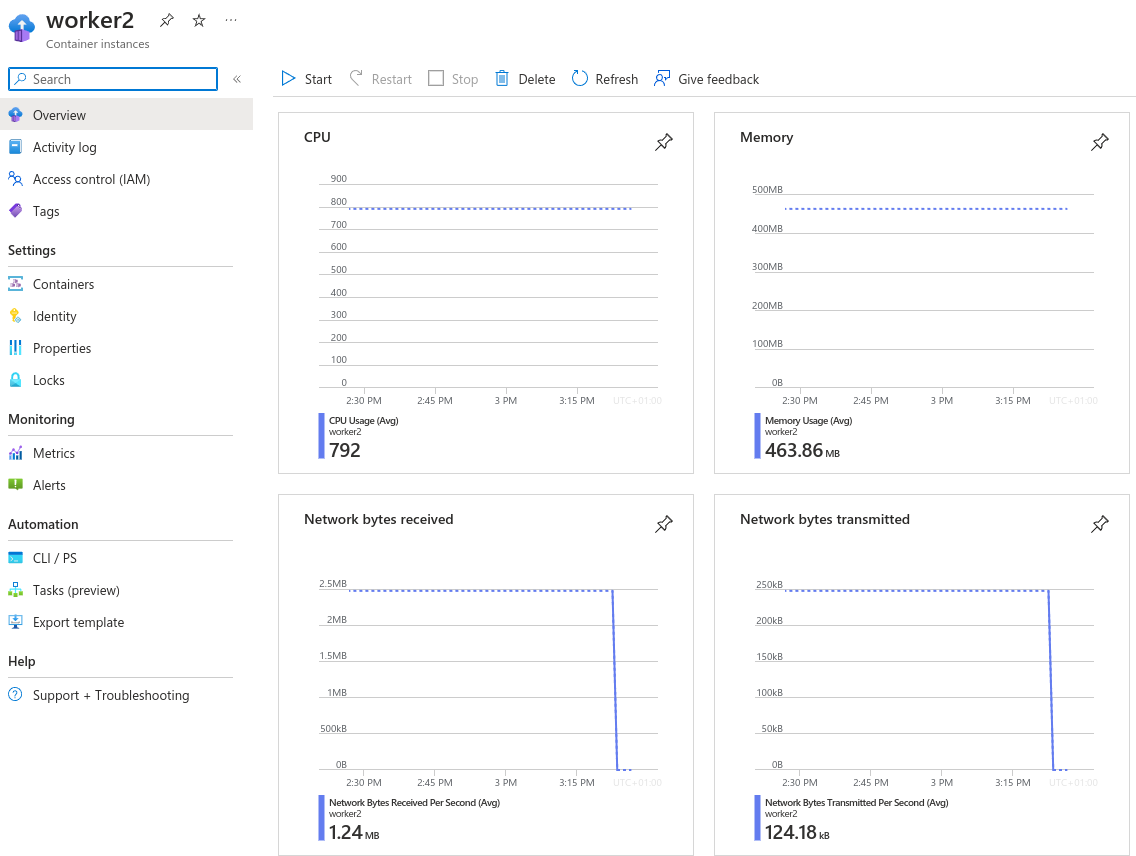 worker2
Container instances
Search
«
Overview
Activity log
Access control (IAM)
Tags
Settings
Containers
Identity
Properties
Locks
Monitoring
Metrics
Alerts
Automation
CLI / PS
Tasks (preview)
Export template
Help
Support + Troubleshooting
Start Restart Stop Delete Refresh Give feedback
CPU
900
800
700
600
500
400
300
200
100
0
2:30 PM 2:45 PM 3 PM 3:15 PM UTC+01:00
CPU Usage (Avg)
worker2
792
Memory
500MB
400MB
300MB
200MB
100MB
0B
2:30 PM 2:45 PM 3 PM 3:15 PM UTC+01:00
Memory Usage (Avg)
worker2
463.86 MB
Network bytes received
2.5MB
2MB
1.5MB
1MB
500kB
0B
2:30 PM 2:45 PM 3 PM 3:15 PM UTC+01:00
Network Bytes Received Per Second (Avg)
worker2
1.24 MB
Network bytes transmitted
250kB
200kB
150kB
100kB
50kB
0B
2:30 PM 2:45 PM 3 PM 3:15 PM UTC+01:00
Network Bytes Transmitted Per Second (Avg)
worker2
124.18 kB